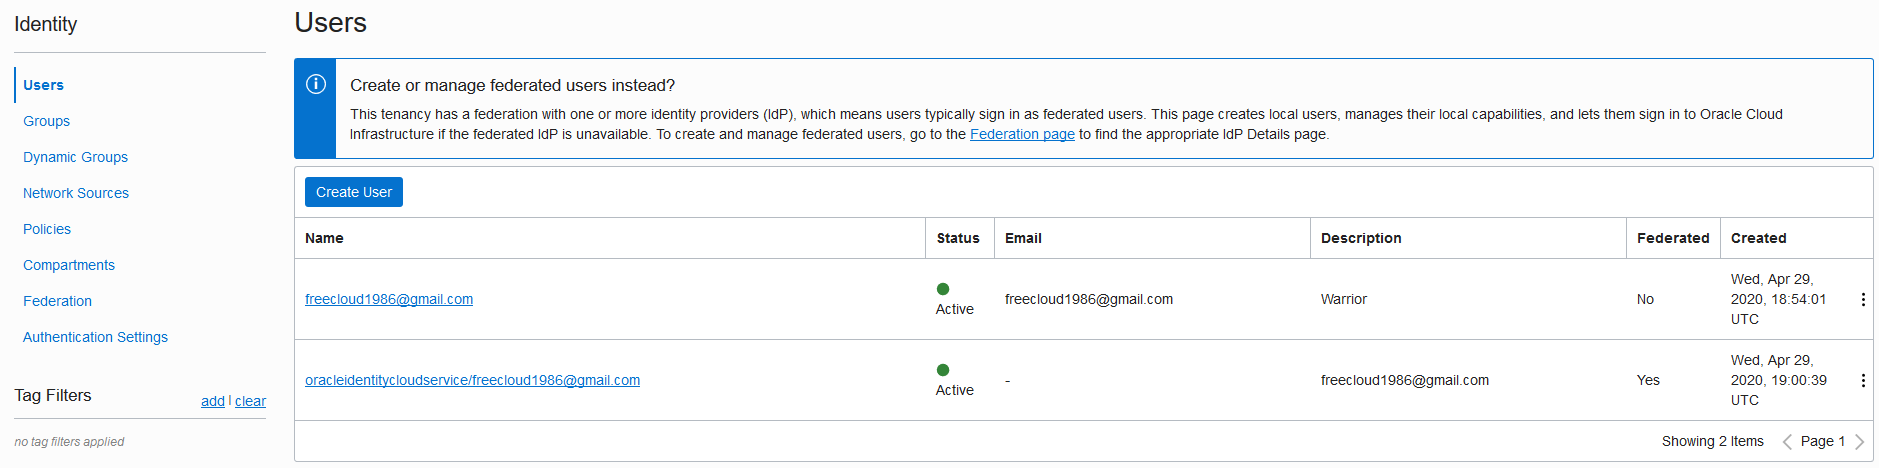 Identity
Users
Groups
Dynamic Groups
Network Sources
Policies
Compartments
Federation
Authentication Settings
Tag Filters
add | clear
no tag filters applied
Users
Create or manage federated users instead?
This tenancy has a federation with one or more identity providers (IdP), which means users typically sign in as federated users. This page creates local users, manages their local capabilities, and lets them sign in to Oracle Cloud
Infrastructure if the federated IdP is unavailable. To create and manage federated users, go to the Federation page to find the appropriate IdP Details page.
Create User
Name Status Email Description Federated Created
freecloud1986@gmail.com Active freecloud1986@gmail.com Warrior No Wed, Apr 29,
2020, 18:54:01
UTC
oracleidentitycloudservice/freecloud1986@gmail.com Active - freecloud1986@gmail.com Yes Wed, Apr 29,
2020, 19:00:39
UTC
Showing 2 Items < Page 1 >